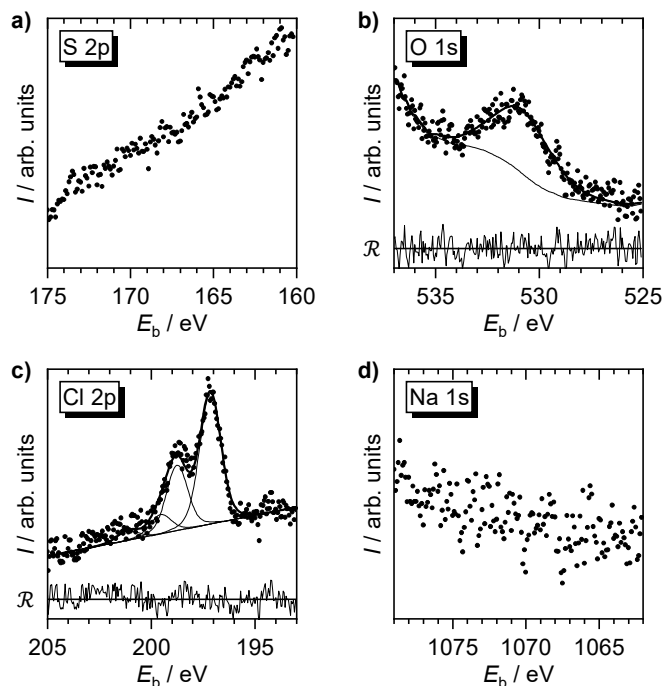 a)
S 2p
I / arb. units
175 170 165 160
E_b / eV
b)
O 1s
I / arb. units
ℛ
535 530 525
E_b / eV
c)
Cl 2p
I / arb. units
ℛ
205 200 195
E_b / eV
d)
Na 1s
I / arb. units
1075 1070 1065
E_b / eV